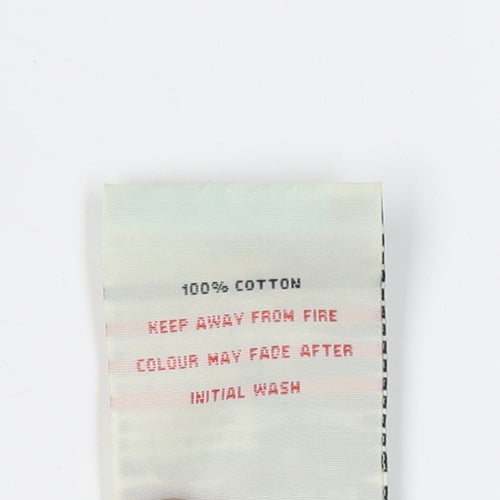 100% COTTON
KEEP AWAY FROM FIRE
COLOUR MAY FADE AFTER
INITIAL WASH